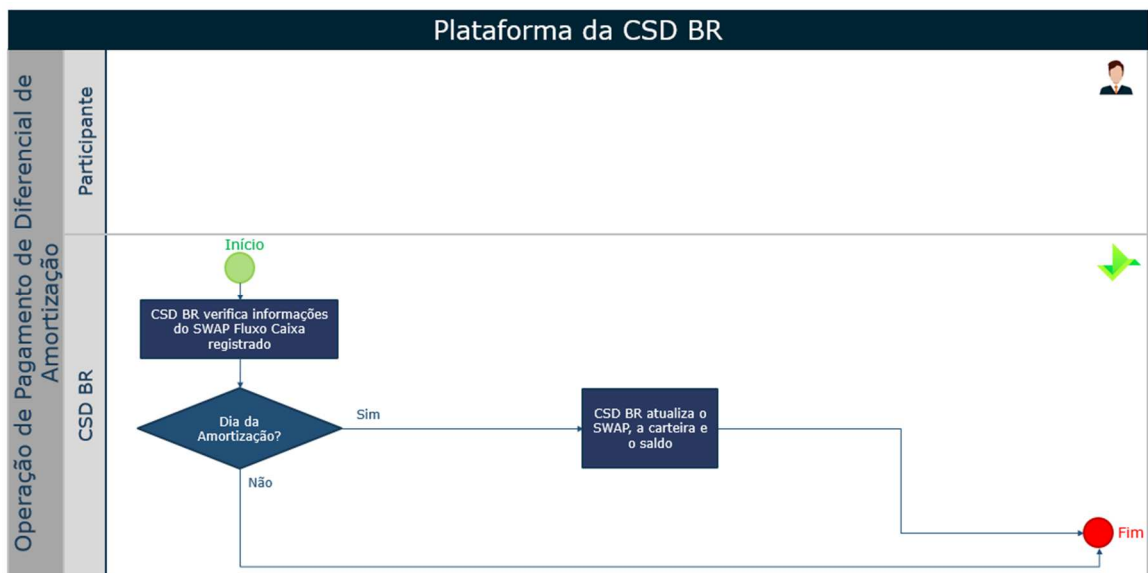 Plataforma da CSD BR
Operação de Pagamento de Diferencial de
Amortização
Participante
CSD BR
Início
CSD BR verifica informações
do SWAP Fluxo Caixa
registrado
Dia da
Amortização?
Sim
CSD BR atualiza o
SWAP, a carteira e
o saldo
Não
Fim